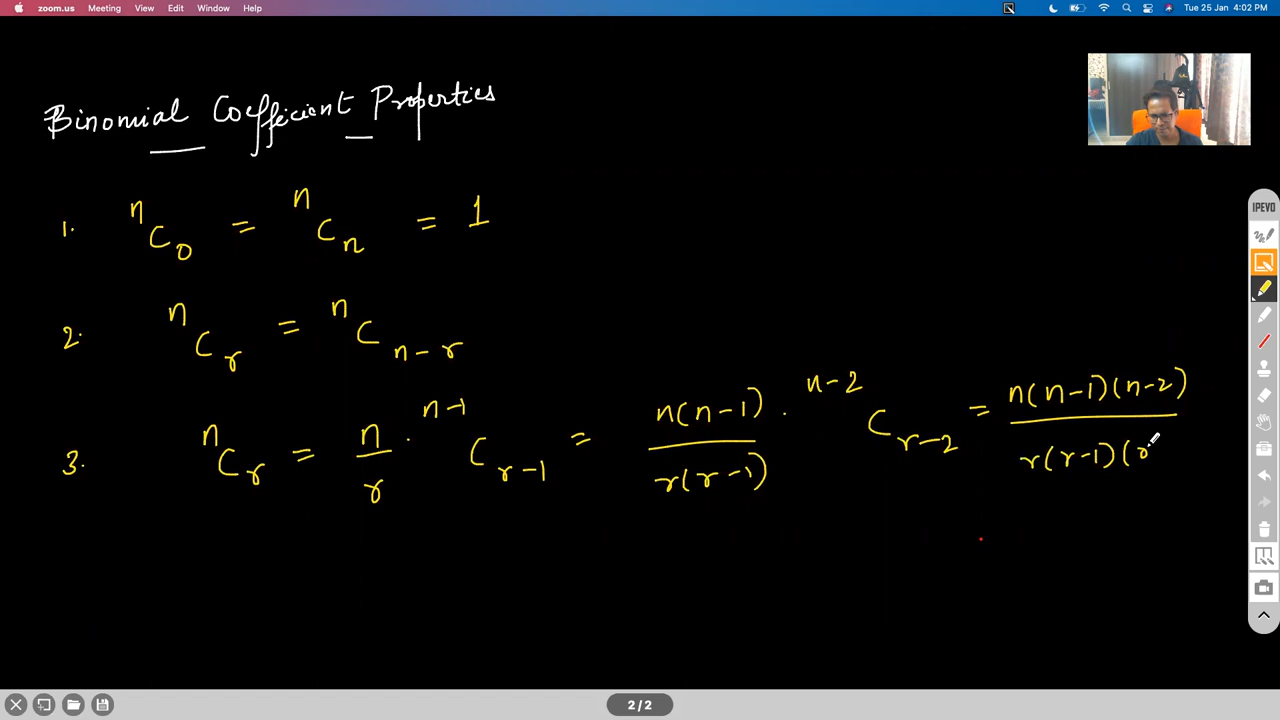 zoom.us Meeting View Edit Window Help Tue 25 Jan 4:02 PM
Binomial Coefficient Properties
IPEVO
1. ⁿC₀ = ⁿCₙ = 1
2. ⁿCᵣ = ⁿCₙ₋ᵣ
3. ⁿCᵣ = n/r · ⁿ⁻¹Cᵣ₋₁ = n(n-1)/r(r-1) · ⁿ⁻²Cᵣ₋₂ = n(n-1)(n-2)/r(r-1)(r
2/2